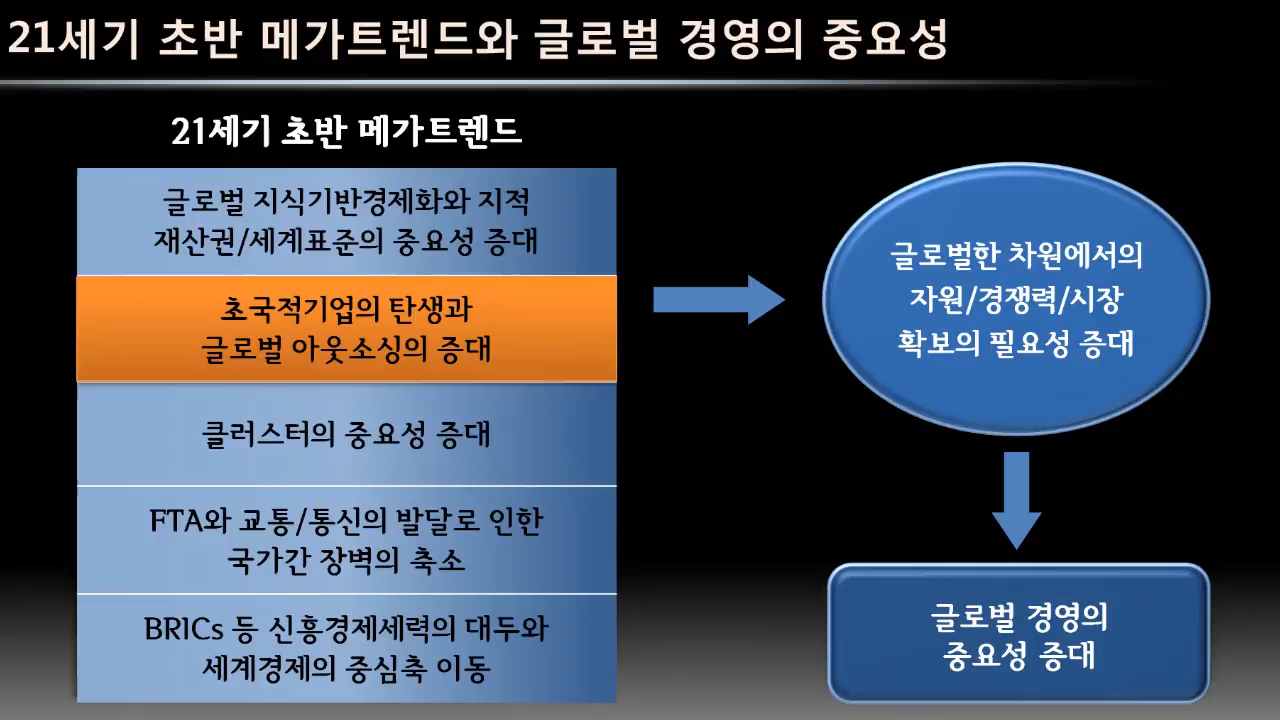 21세기 초반 메가트렌드와 글로벌 경영의 중요성
21세기 초반 메가트렌드
글로벌 지식기반경제화와 지적
재산권/세계표준의 중요성 증대
초국적기업의 탄생과
글로벌 아웃소싱의 증대
클러스터의 중요성 증대
FTA와 교통/통신의 발달로 인한
국가간 장벽의 축소
BRICs 등 신흥경제세력의 대두와
세계경제의 중심축 이동
글로벌한 차원에서의
자원/경쟁력/시장
확보의 필요성 증대
글로벌 경영의
중요성 증대